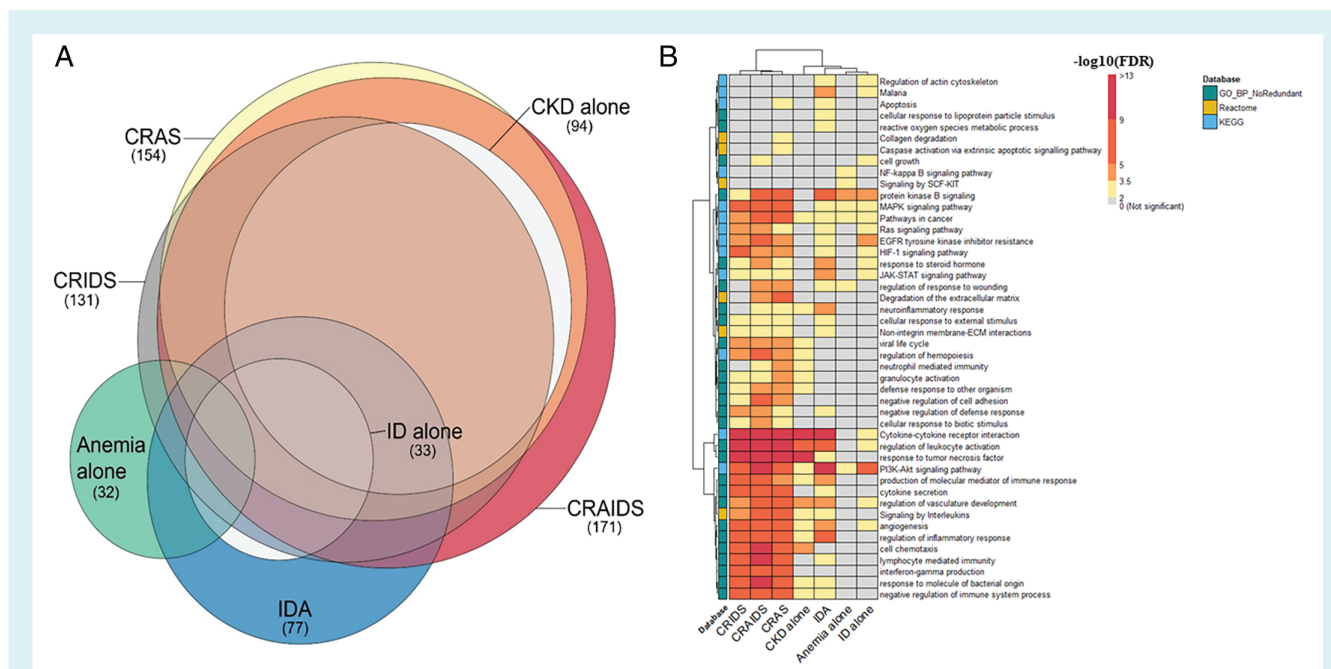 A
CKD alone
(94)
CRAS
(154)
CRIDS
(131)
ID alone
(33)
Anemia
alone
(32)
CRAIDS
(171)
IDA
(77)
B
-log10(FDR)
>13
9
5
3.5
2
0 (Not significant)
Database
GO_BP_NoRedundant
Reactome
KEGG
Regulation of actin cytoskeleton
Malaria
Apoptosis
cellular response to lipoprotein particle stimulus
reactive oxygen species metabolic process
Collagen degradation
Caspase activation via extrinsic apoptotic signalling pathway
cell growth
NF-kappa B signaling pathway
Signaling by SCF-KIT
protein kinase B signaling
MAPK signaling pathway
Pathways in cancer
Ras signaling pathway
EGFR tyrosine kinase inhibitor resistance
HIF-1 signaling pathway
response to steroid hormone
JAK-STAT signaling pathway
regulation of response to wounding
Degradation of the extracellular matrix
neuroinflammatory response
cellular response to external stimulus
Non-integrin membrane-ECM interactions
viral life cycle
regulation of hemopoiesis
neutrophil mediated immunity
granulocyte activation
defense response to other organism
negative regulation of cell adhesion
negative regulation of defense response
cellular response to biotic stimulus
Cytokine-cytokine receptor interaction
regulation of leukocyte activation
response to tumor necrosis factor
PI3K-Akt signaling pathway
production of molecular mediator of immune response
cytokine secretion
regulation of vasculature development
Signaling by Interleukins
angiogenesis
regulation of inflammatory response
cell chemotaxis
lymphocyte mediated immunity
interferon-gamma production
response to molecule of bacterial origin
negative regulation of immune system process
Database
CRIDS
CRAIDS
CRAS
CKD alone
IDA
Anemia alone
ID alone